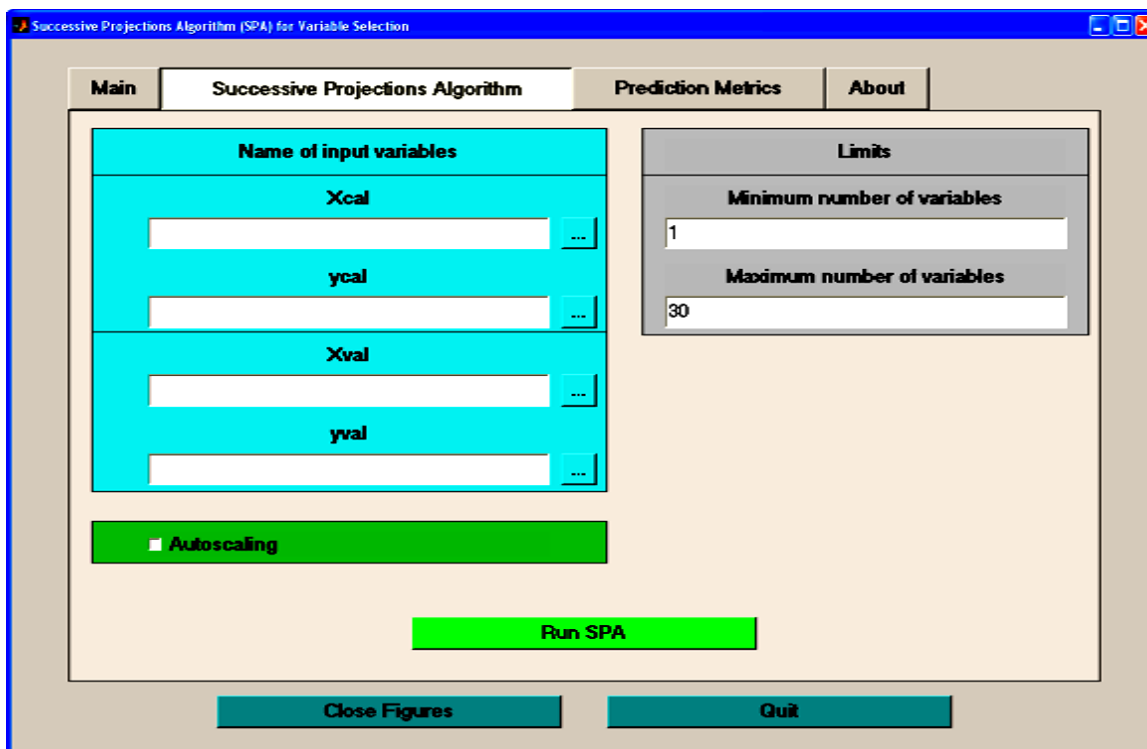 Successive Projections Algorithm (SPA) for Variable Selection
Main
Successive Projections Algorithm
Prediction Metrics
About
Name of input variables
Xcal
...
ycal
...
Xval
...
yval
...
Autoscaling
Limits
Minimum number of variables
1
Maximum number of variables
30
Run SPA
Close Figures
Quit